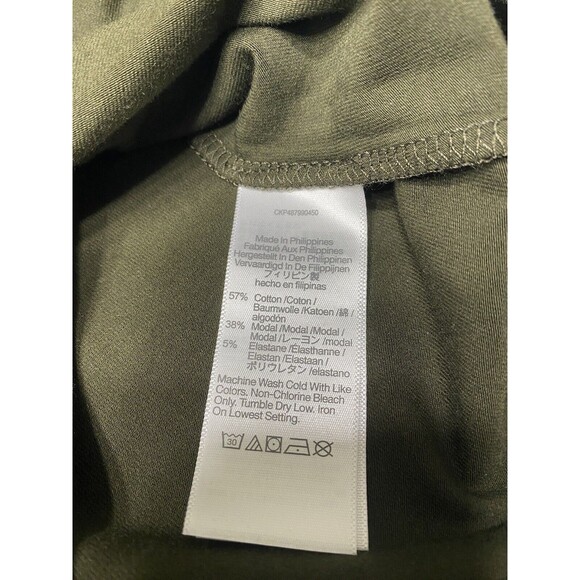 Made In Philippines
Fabriqué Aux Philippines
Hergestellt In Den Philippinen
Vervaardigd In De Filippijnen
フィリピン製
hecho en filipinas
57% Cotton /Coton/
Baumwolle /Katoen /綿/
algodón
38% Modal /Modal /Modal /
Modal /レーヨン /modal
5% Elastane /Élasthanne /
Elastan /Elastaan /
ポリウレタン /elastano
Machine Wash Cold With Like
Colors. Non-Chlorine Bleach
Only. Tumble Dry Low. Iron
On Lowest Setting.
30